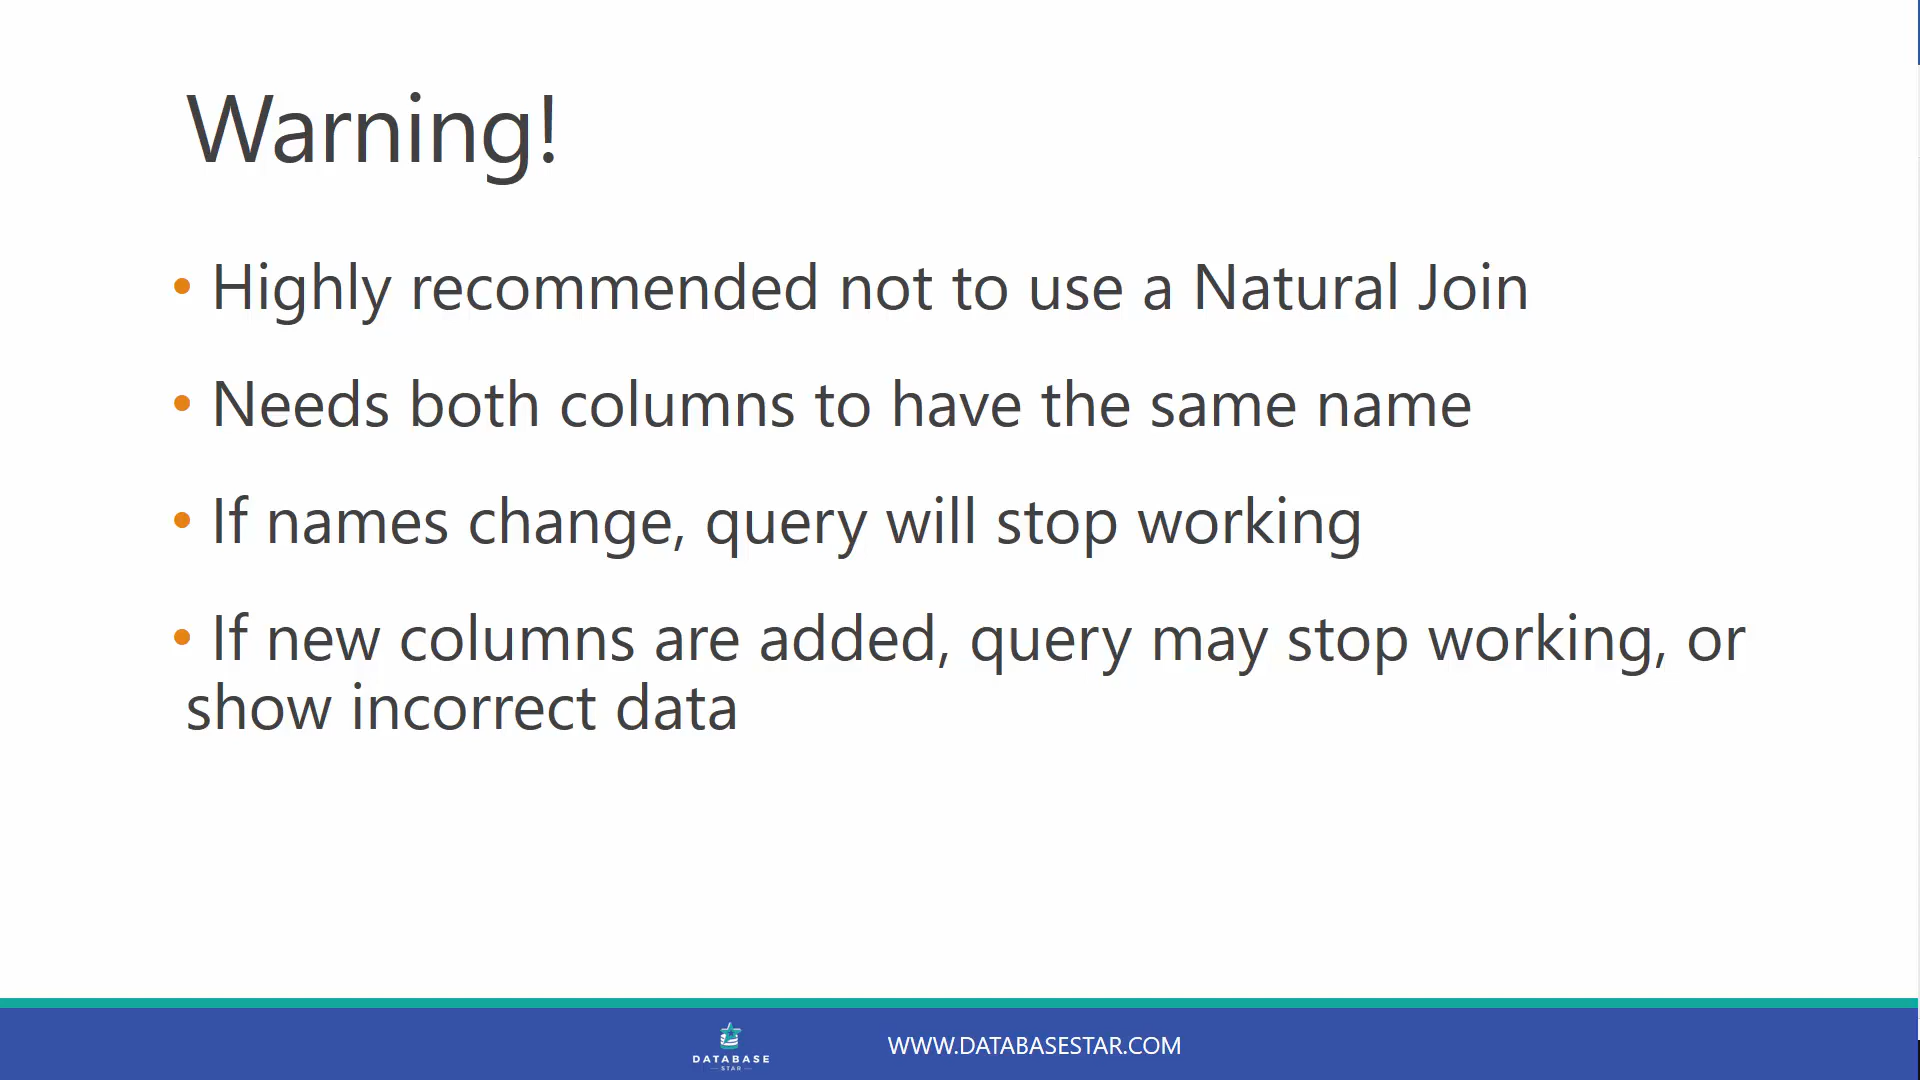 Warning!
• Highly recommended not to use a Natural Join
• Needs both columns to have the same name
• If names change, query will stop working
• If new columns are added, query may stop working, or
show incorrect data
DATABASE
STAR
WWW.DATABASESTAR.COM